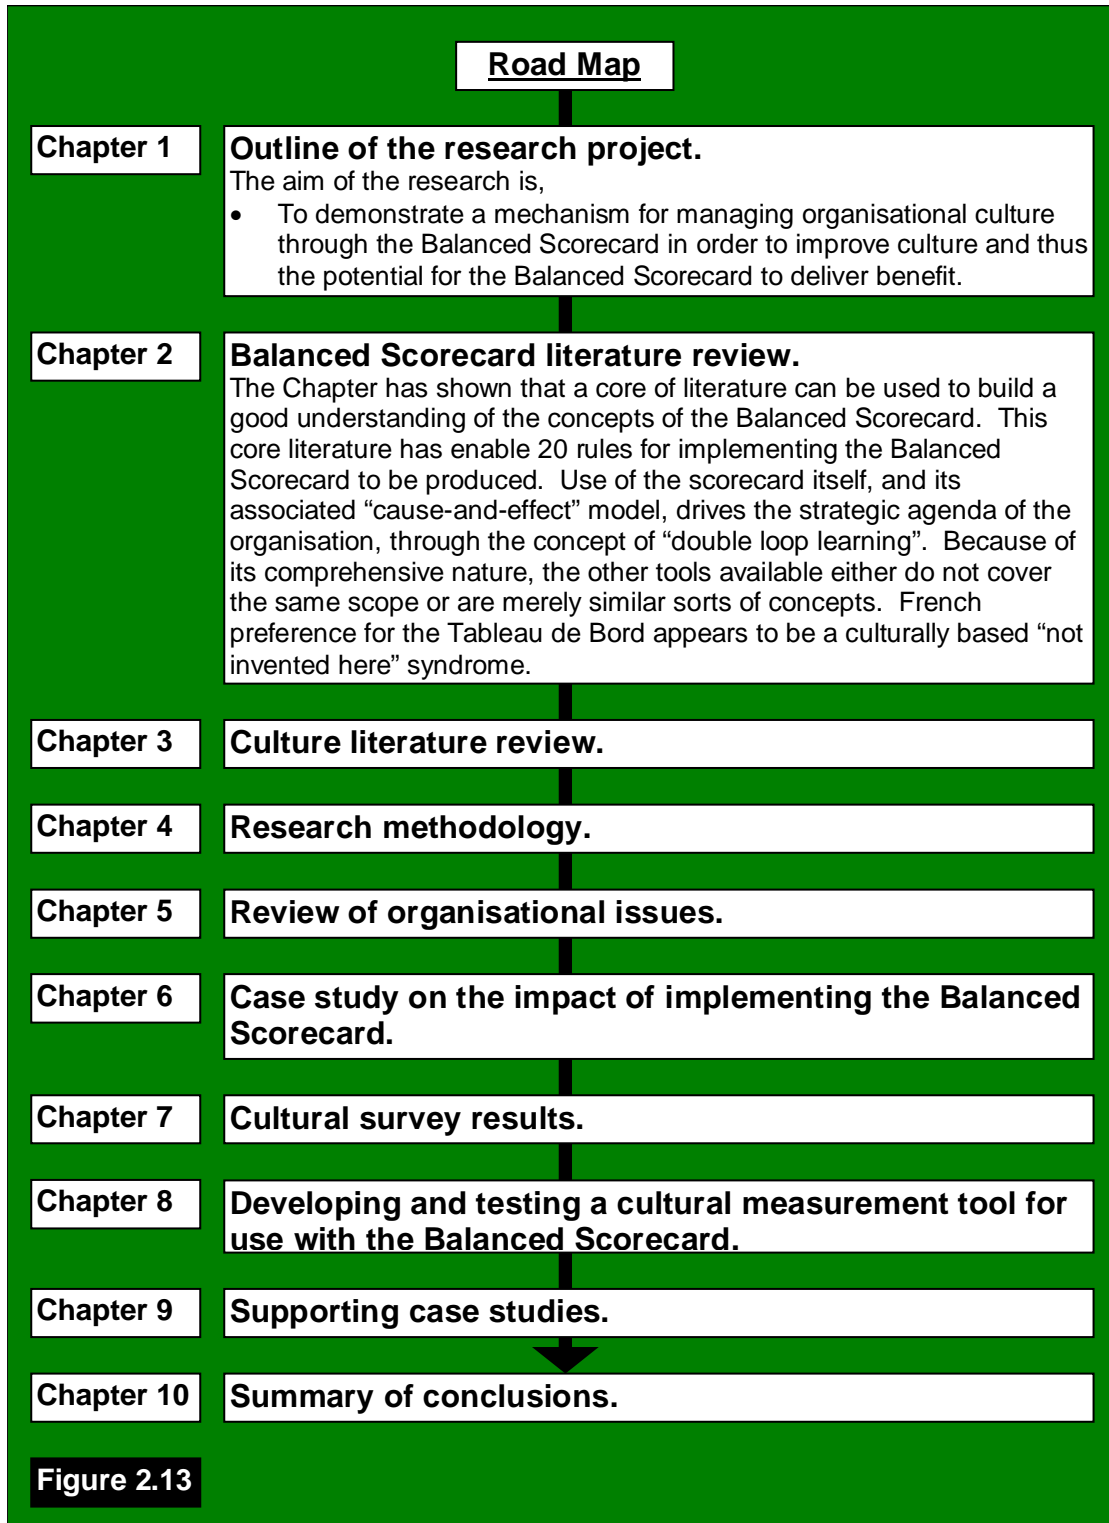 Road Map
Chapter 1
Outline of the research project.
The aim of the research is,
• To demonstrate a mechanism for managing organisational culture
through the Balanced Scorecard in order to improve culture and thus
the potential for the Balanced Scorecard to deliver benefit.
Chapter 2
Balanced Scorecard literature review.
The Chapter has shown that a core of literature can be used to build a
good understanding of the concepts of the Balanced Scorecard. This
core literature has enable 20 rules for implementing the Balanced
Scorecard to be produced. Use of the scorecard itself, and its
associated “cause-and-effect” model, drives the strategic agenda of the
organisation, through the concept of “double loop learning”. Because of
its comprehensive nature, the other tools available either do not cover
the same scope or are merely similar sorts of concepts. French
preference for the Tableau de Bord appears to be a culturally based “not
invented here” syndrome.
Chapter 3
Culture literature review.
Chapter 4
Research methodology.
Chapter 5
Review of organisational issues.
Chapter 6
Case study on the impact of implementing the Balanced
Scorecard.
Chapter 7
Cultural survey results.
Chapter 8
Developing and testing a cultural measurement tool for
use with the Balanced Scorecard.
Chapter 9
Supporting case studies.
Chapter 10
Summary of conclusions.
Figure 2.13